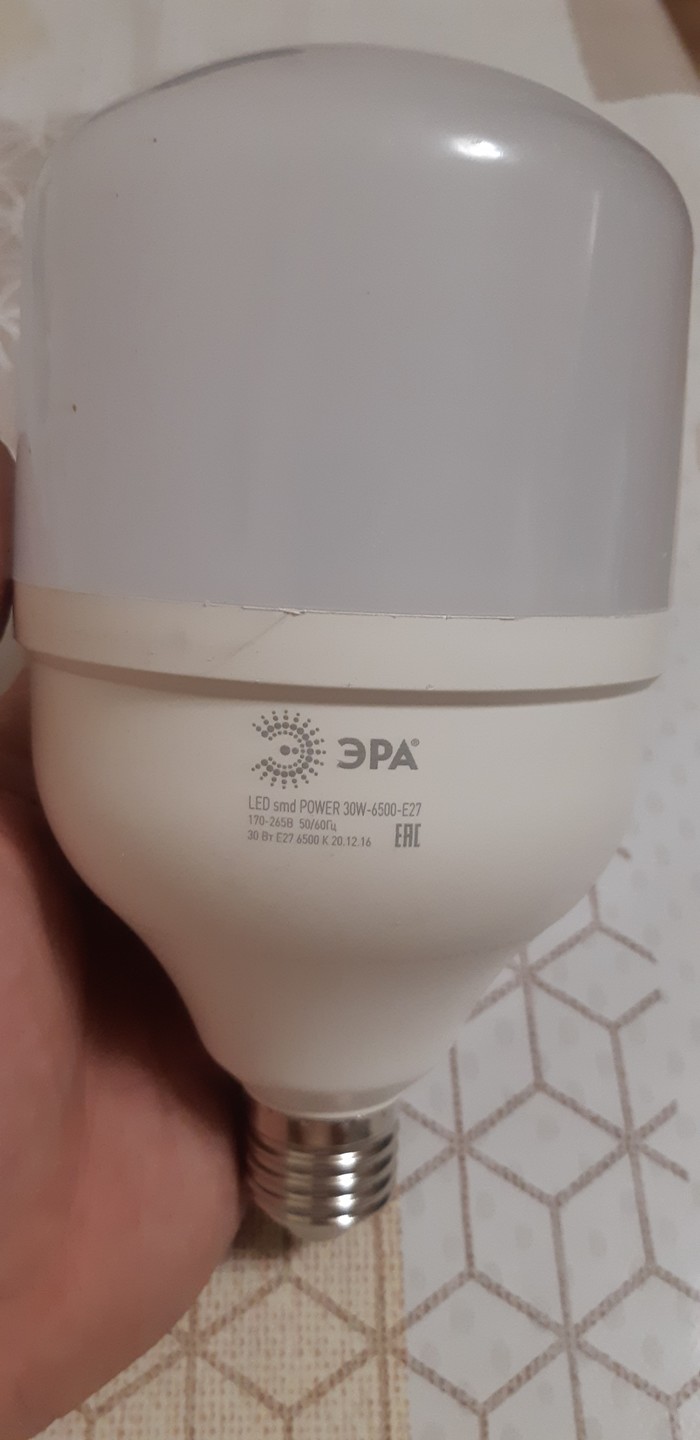 ЭРА®
LED smd POWER 30W-6500-E27
170-265В 50/60Гц
30 Вт E27 6500 K 20.12.16
EAC